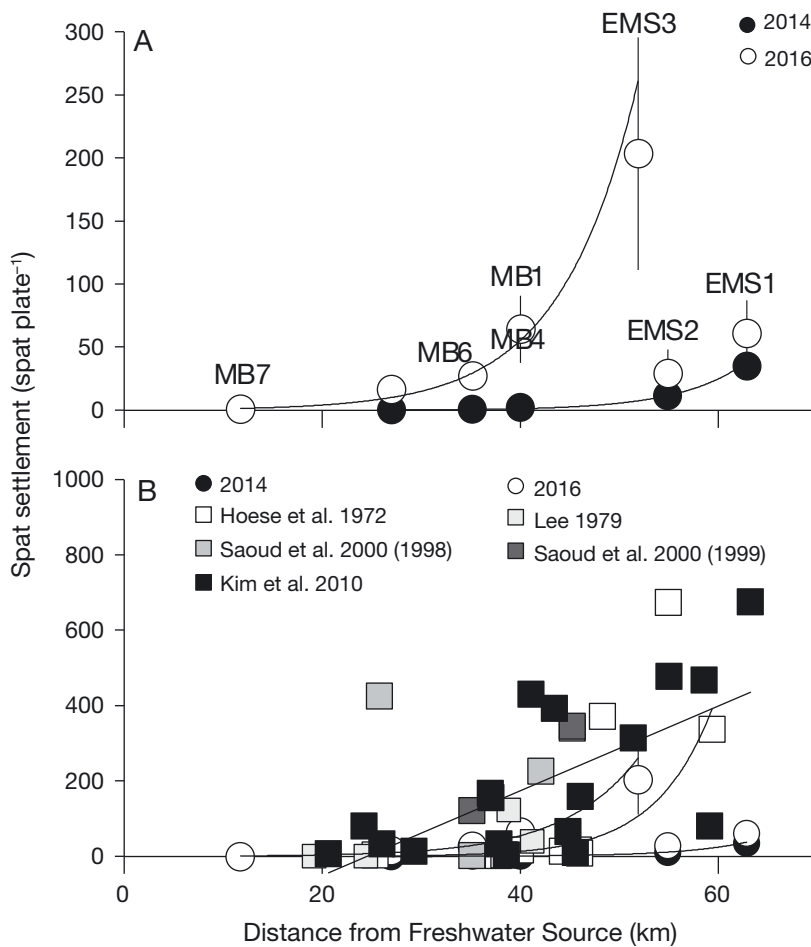 300
250
200
150
100
50
0
A
EMS3
2014
2016
MB1
MB4
MB6
MB7
EMS2
EMS1
Spat settlement (spat plate⁻¹)
1000
800
600
400
200
0
B
2014
2016
Hoese et al. 1972
Lee 1979
Saoud et al. 2000 (1998)
Saoud et al. 2000 (1999)
Kim et al. 2010
0 20 40 60
Distance from Freshwater Source (km)